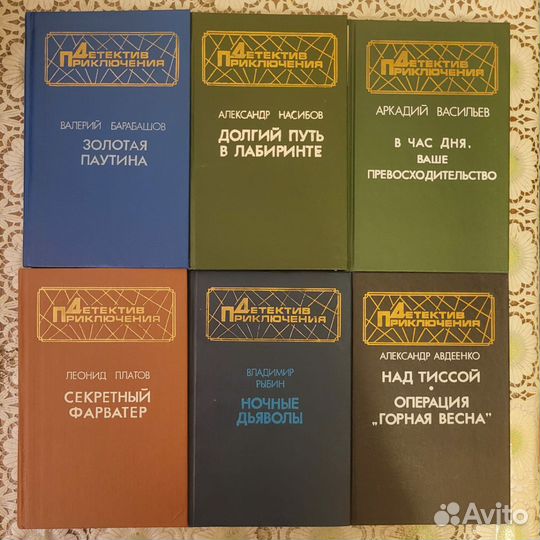 Детектив
Приключения
ВАЛЕРИЙ БАРАБАШОВ
ЗОЛОТАЯ
ПАУТИНА
Детектив
Приключения
АЛЕКСАНДР НАСИБОВ
ДОЛГИЙ ПУТЬ
В ЛАБИРИНТЕ
Детектив
Приключения
АРКАДИЙ ВАСИЛЬЕВ
В ЧАС ДНЯ,
ВАШЕ
ПРЕВОСХОДИТЕЛЬСТВО
Детектив
Приключения
ЛЕОНИД ПЛАТОВ
СЕКРЕТНЫЙ
ФАРВАТЕР
Детектив
Приключения
ВЛАДИМИР
РЫБИН
НОЧНЫЕ
ДЬЯВОЛЫ
Детектив
Приключения
АЛЕКСАНДР АВДЕЕНКО
НАД ТИССОЙ
•
ОПЕРАЦИЯ
„ГОРНАЯ ВЕСНА"
Avito